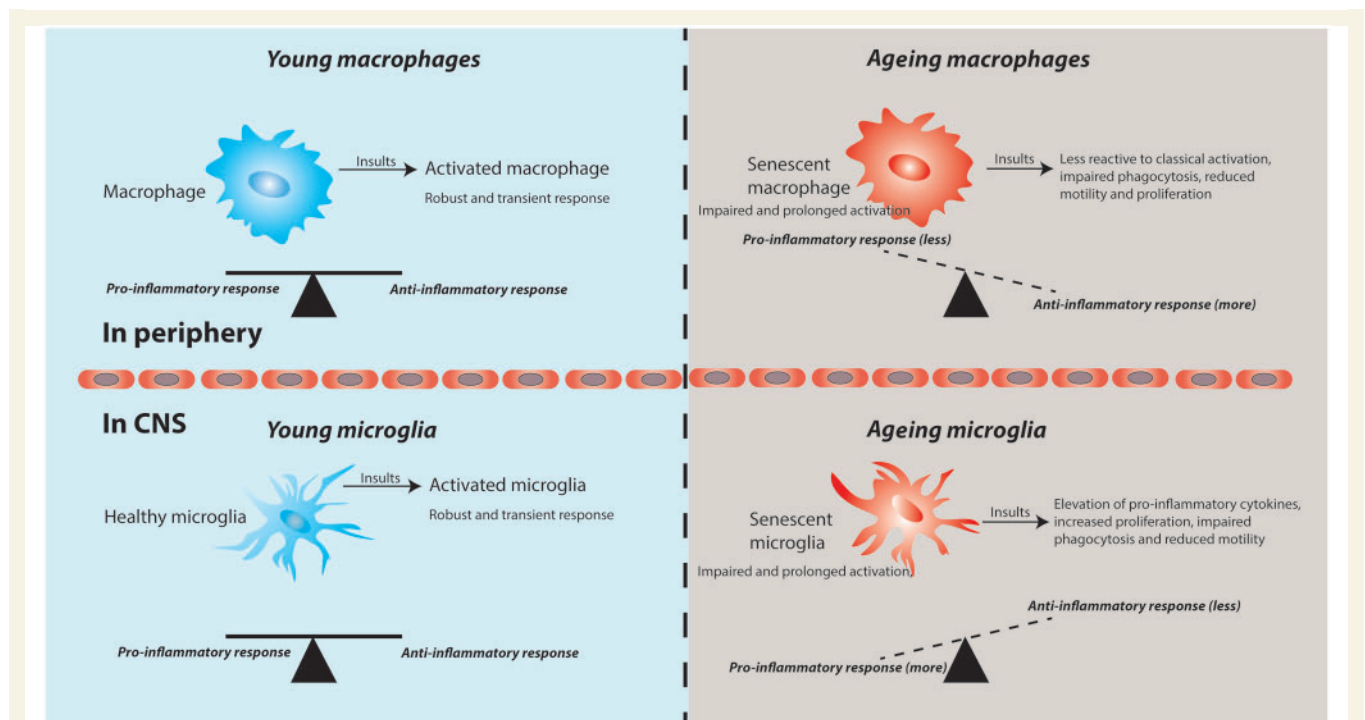 Young macrophages
Macrophage
Insults
Activated macrophage
Robust and transient response
Pro-inflammatory response
Anti-inflammatory response
In periphery
Ageing macrophages
Senescent
macrophage
Impaired and prolonged activation
Insults
Less reactive to classical activation,
impaired phagocytosis, reduced
motility and proliferation
Pro-inflammatory response (less)
Anti-inflammatory response (more)
In CNS
Young microglia
Healthy microglia
Insults
Activated microglia
Robust and transient response
Pro-inflammatory response
Anti-inflammatory response
Ageing microglia
Senescent
microglia
Impaired and prolonged activation,
Insults
Elevation of pro-inflammatory cytokines,
increased proliferation, impaired
phagocytosis and reduced motility
Anti-inflammatory response (less)
Pro-inflammatory response (more)